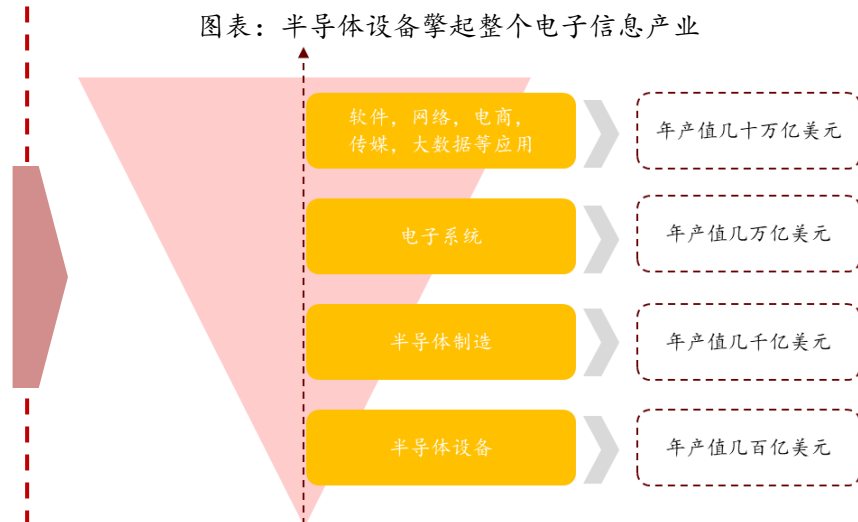 图表：半导体设备擎起整个电子信息产业
软件，网络，电商，
传媒，大数据等应用
年产值几十万亿美元
电子系统
年产值几万亿美元
半导体制造
年产值几千亿美元
半导体设备
年产值几百亿美元